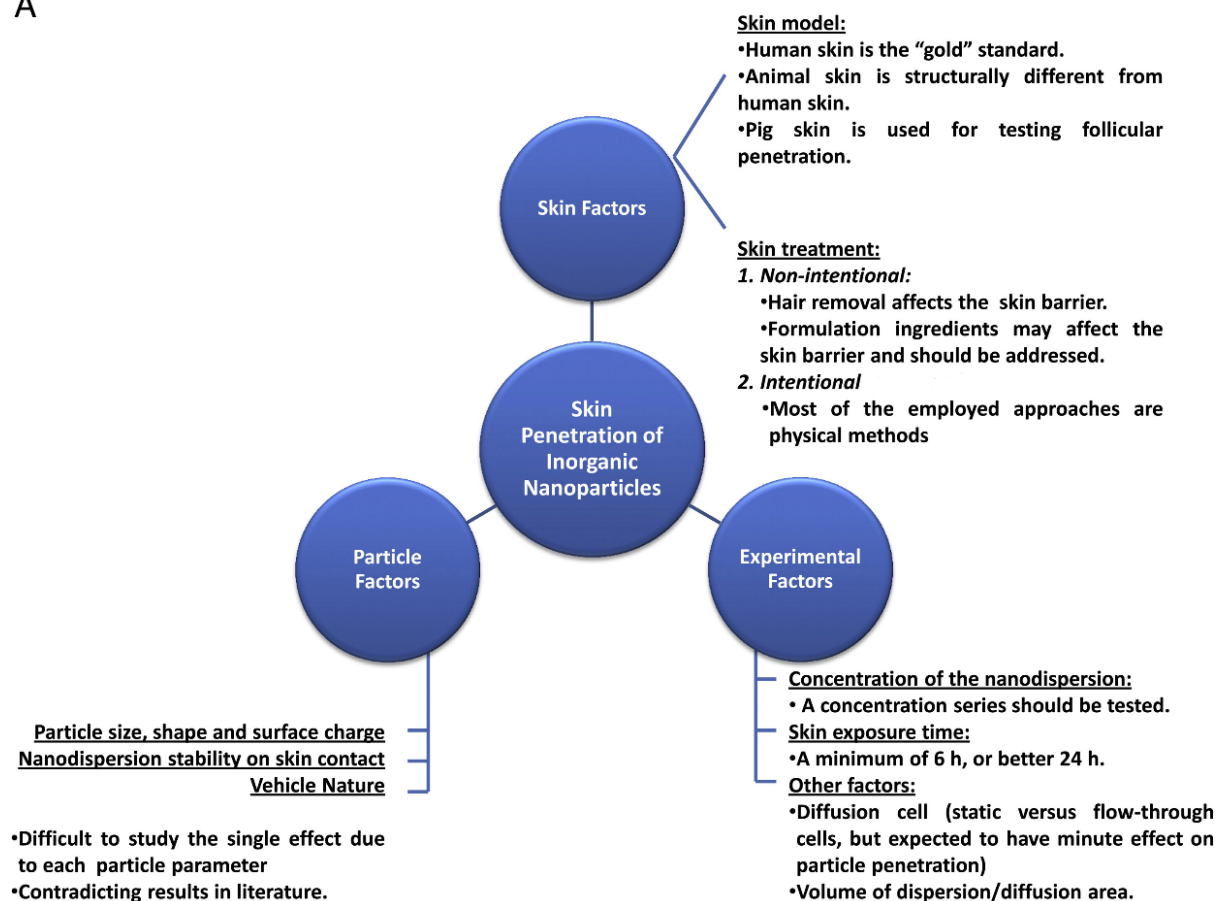 A
Skin model:
•Human skin is the “gold” standard.
•Animal skin is structurally different from
human skin.
•Pig skin is used for testing follicular
penetration.
Skin Factors
Skin treatment:
1. Non-intentional:
•Hair removal affects the skin barrier.
•Formulation ingredients may affect the
skin barrier and should be addressed.
2. Intentional
•Most of the employed approaches are
physical methods
Skin
Penetration of
Inorganic
Nanoparticles
Particle
Factors
Experimental
Factors
Particle size, shape and surface charge
Nanodispersion stability on skin contact
Vehicle Nature
•Difficult to study the single effect due
to each particle parameter
•Contradicting results in literature.
Concentration of the nanodispersion:
• A concentration series should be tested.
Skin exposure time:
•A minimum of 6 h, or better 24 h.
Other factors:
•Diffusion cell (static versus flow-through
cells, but expected to have minute effect on
particle penetration)
•Volume of dispersion/diffusion area.